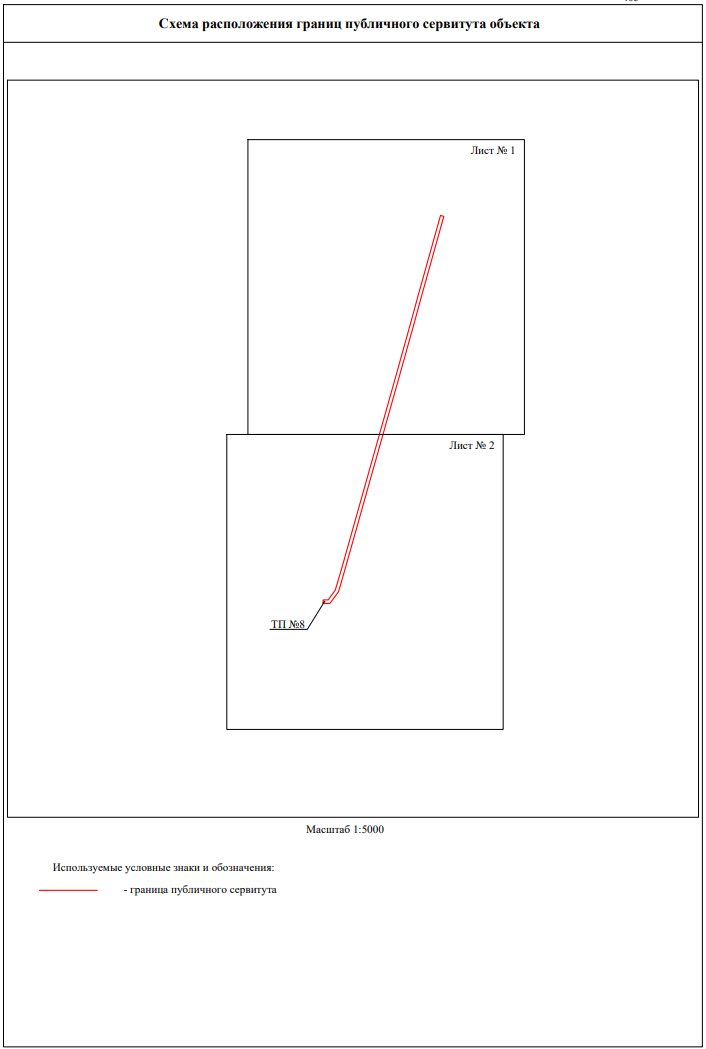 Схема расположения границ публичного сервитута объекта
Лист № 1
Лист № 2
ТП №8
Масштаб 1:5000
Используемые условные знаки и обозначения:
- граница публичного сервитута